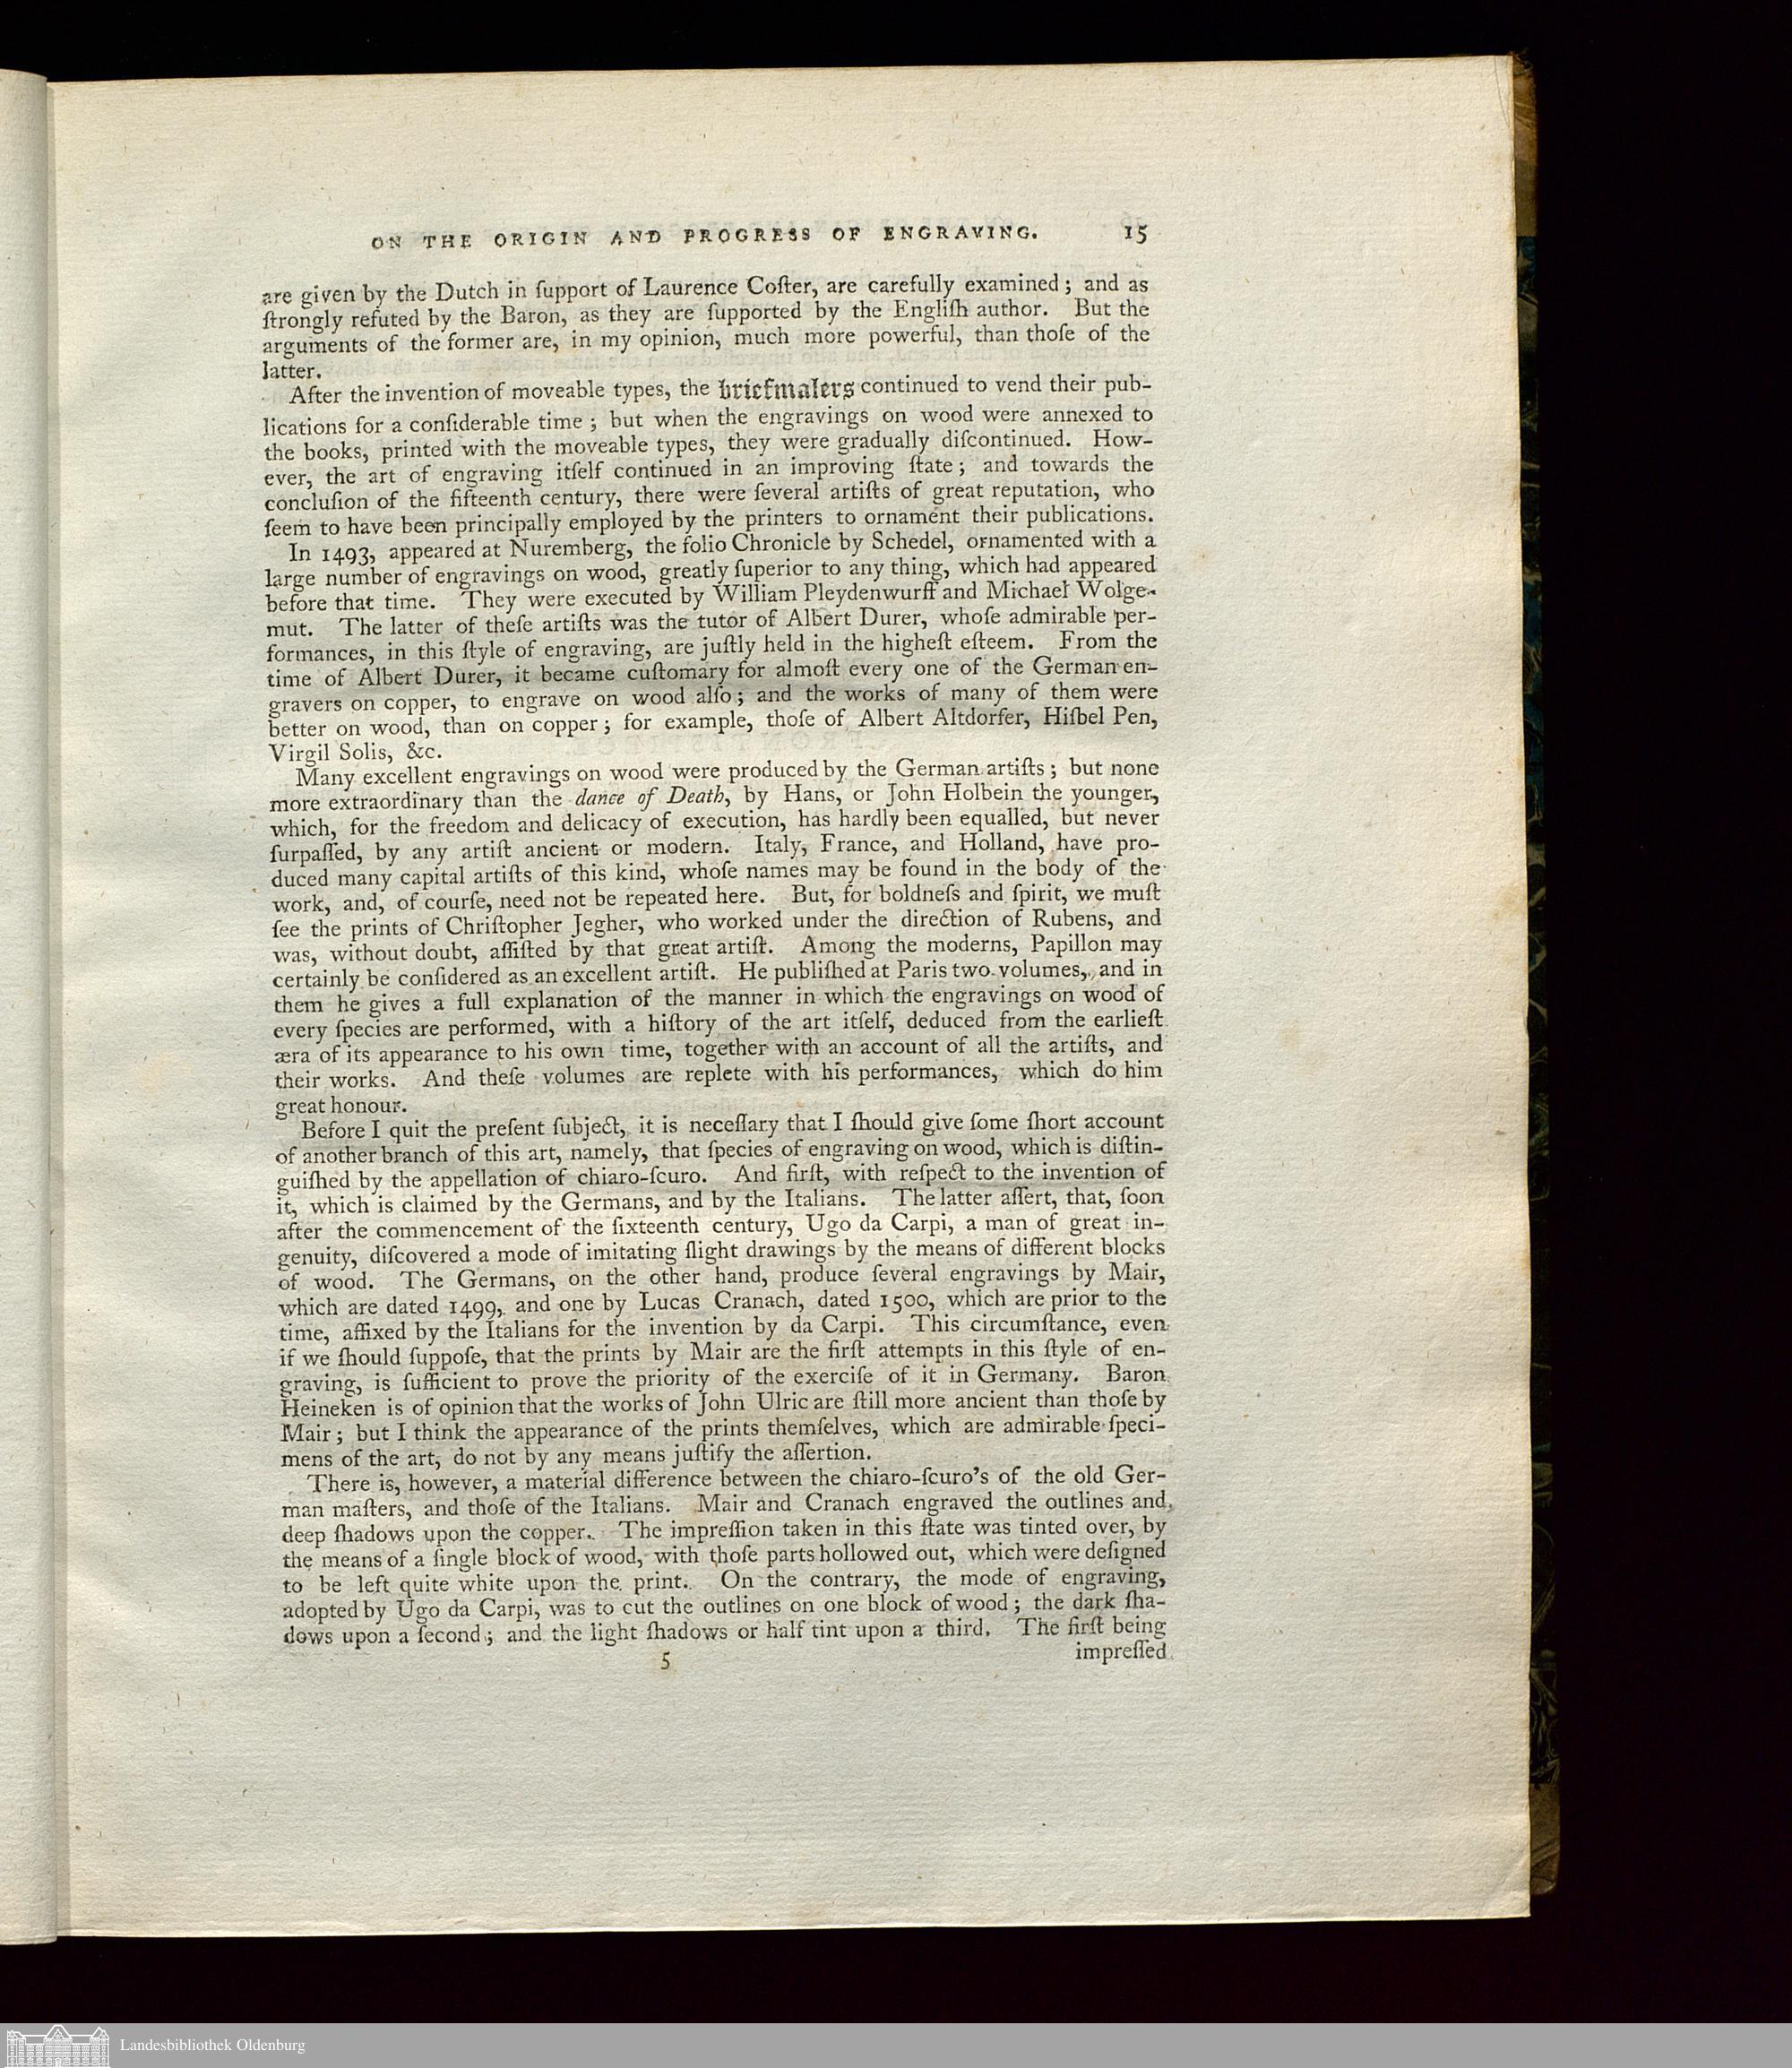 ON THE ORIGIN AND PROGRESS OF ENGRAVING. 15
are given by the Dutch in ſupport of Laurence Coſter, are carefully examined; and as
ſtrongly refuted by the Baron, as they are ſupported by the Engliſh author. But the
arguments of the former are, in my opinion, much more powerful, than thoſe of the
latter.
After the invention of moveable types, the briefmalers continued to vend their pub-
lications for a conſiderable time; but when the engravings on wood were annexed to
the books, printed with the moveable types, they were gradually diſcontinued. How-
ever, the art of engraving itſelf continued in an improving ſtate; and towards the
concluſion of the fifteenth century, there were ſeveral artiſts of great reputation, who
ſeem to have been principally employed by the printers to ornament their publications.
In 1493, appeared at Nuremberg, the folio Chronicle by Schedel, ornamented with a
large number of engravings on wood, greatly ſuperior to any thing, which had appeared
before that time. They were executed by William Pleydenwurff and Michael Wolge-
mut. The latter of theſe artiſts was the tutor of Albert Durer, whoſe admirable per-
formances, in this ſtyle of engraving, are juſtly held in the higheſt eſteem. From the
time of Albert Durer, it became cuſtomary for almoſt every one of the German en-
gravers on copper, to engrave on wood alſo; and the works of many of them were
better on wood, than on copper; for example, thoſe of Albert Altdorfer, Hiſbel Pen,
Virgil Solis, &c.
Many excellent engravings on wood were produced by the German artiſts; but none
more extraordinary than the dance of Death, by Hans, or John Holbein the younger,
which, for the freedom and delicacy of execution, has hardly been equalled, but never
ſurpaſſed, by any artiſt ancient or modern. Italy, France, and Holland, have pro-
duced many capital artiſts of this kind, whoſe names may be found in the body of the
work, and, of courſe, need not be repeated here. But, for boldneſs and ſpirit, we muſt
ſee the prints of Chriſtopher Jegher, who worked under the direction of Rubens, and
was, without doubt, aſſiſted by that great artiſt. Among the moderns, Papillon may
certainly be conſidered as an excellent artiſt. He publiſhed at Paris two volumes, and in
them he gives a full explanation of the manner in which the engravings on wood of
every ſpecies are performed, with a hiſtory of the art itſelf, deduced from the earlieſt
æra of its appearance to his own time, together with an account of all the artiſts, and
their works. And theſe volumes are replete with his performances, which do him
great honour.
Before I quit the preſent ſubject, it is neceſſary that I ſhould give ſome ſhort account
of another branch of this art, namely, that ſpecies of engraving on wood, which is diſtin-
guiſhed by the appellation of chiaro-ſcuro. And firſt, with reſpect to the invention of
it, which is claimed by the Germans, and by the Italians. The latter aſſert, that, ſoon
after the commencement of the ſixteenth century, Ugo da Carpi, a man of great in-
genuity, diſcovered a mode of imitating ſlight drawings by the means of different blocks
of wood. The Germans, on the other hand, produce ſeveral engravings by Mair,
which are dated 1499, and one by Lucas Cranach, dated 1500, which are prior to the
time, affixed by the Italians for the invention by da Carpi. This circumſtance, even
if we ſhould ſuppoſe, that the prints by Mair are the firſt attempts in this ſtyle of en-
graving, is ſufficient to prove the priority of the exerciſe of it in Germany. Baron
Heineken is of opinion that the works of John Ulric are ſtill more ancient than thoſe by
Mair; but I think the appearance of the prints themſelves, which are admirable ſpeci-
mens of the art, do not by any means juſtify the aſſertion.
There is, however, a material difference between the chiaro-ſcuro's of the old Ger-
man maſters, and thoſe of the Italians. Mair and Cranach engraved the outlines and
deep ſhadows upon the copper. The impreſſion taken in this ſtate was tinted over, by
the means of a ſingle block of wood, with thoſe parts hollowed out, which were deſigned
to be left quite white upon the print. On the contrary, the mode of engraving,
adopted by Ugo da Carpi, was to cut the outlines on one block of wood; the dark ſha-
dows upon a ſecond; and the light ſhadows or half tint upon a third. The firſt being
5 impreſſed
Landesbibliothek Oldenburg